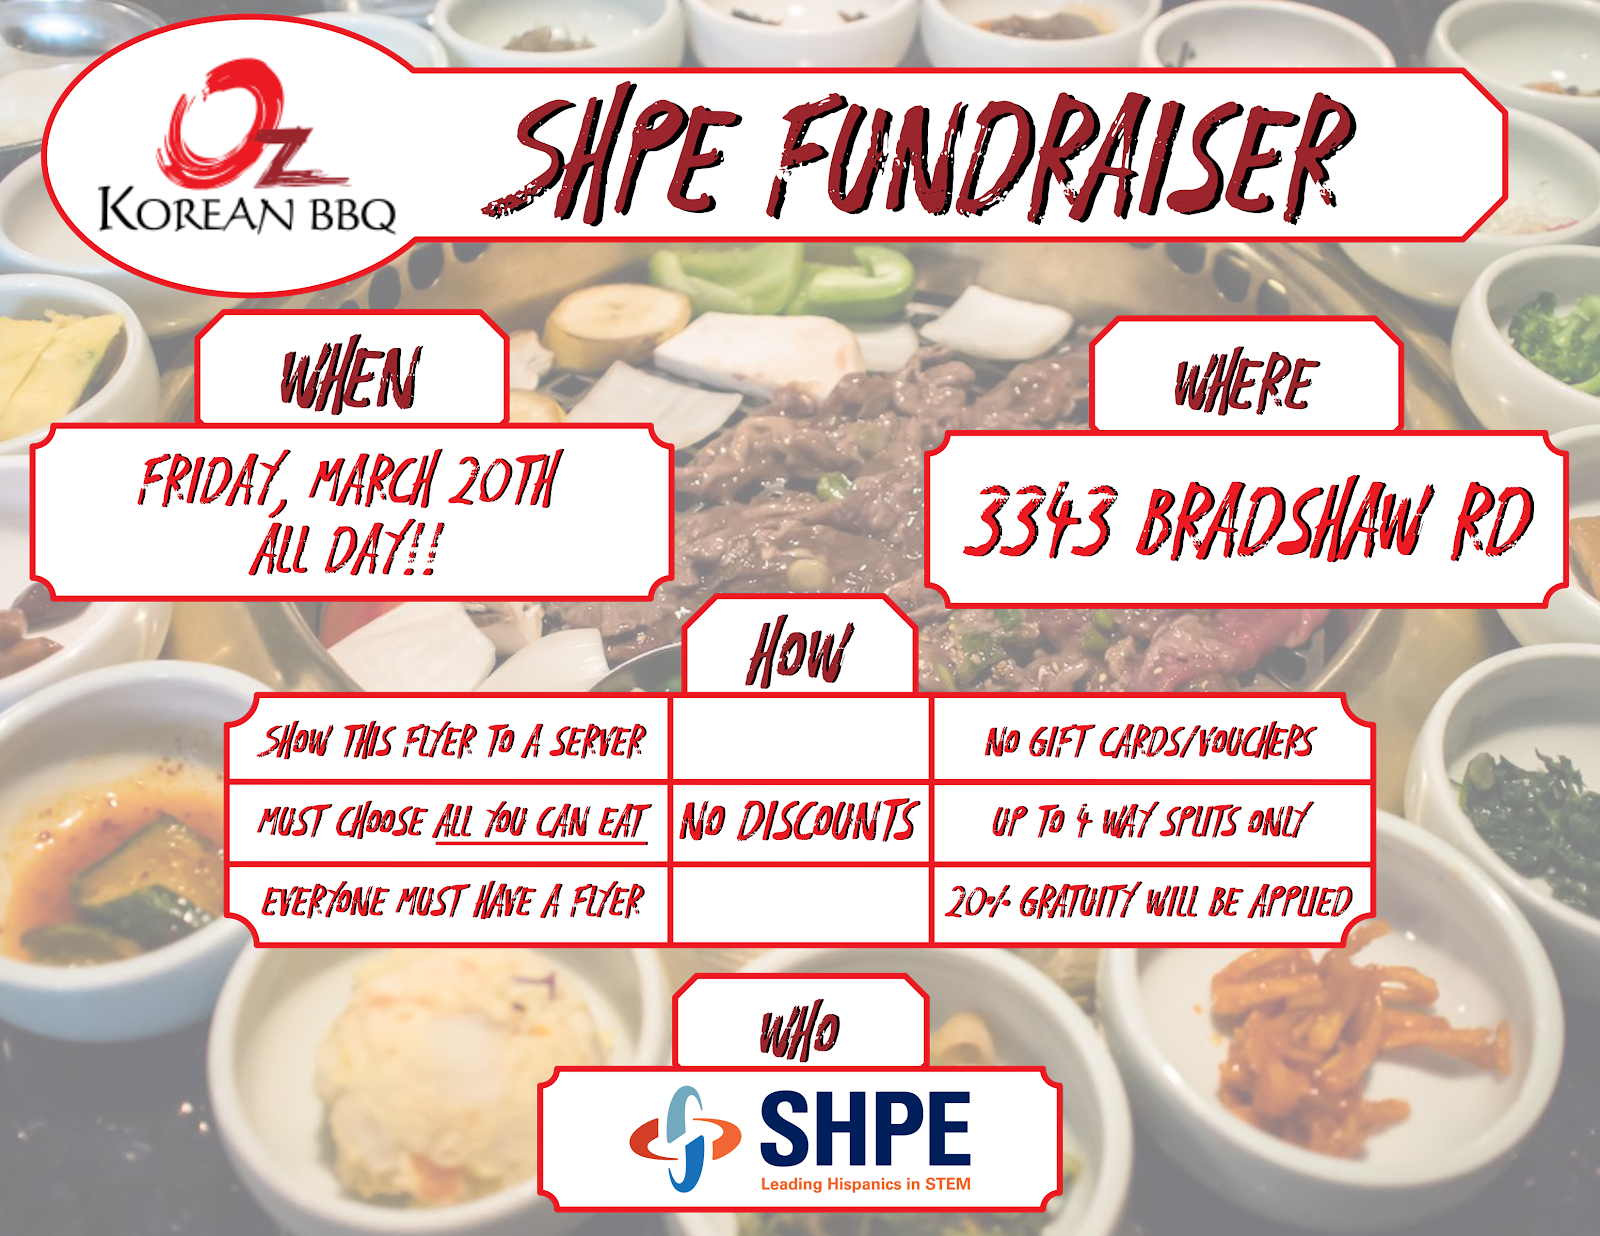 OZ
KOREAN BBQ
SHPE FUNDRAISER
WHEN
FRIDAY, MARCH 20TH
ALL DAY!!
WHERE
3343 BRADSHAW RD
HOW
SHOW THIS FLYER TO A SERVER
NO GIFT CARDS/VOUCHERS
MUST CHOOSE ALL YOU CAN EAT
NO DISCOUNTS
UP TO 4 WAY SPLITS ONLY
EVERYONE MUST HAVE A FLYER
20% GRATUITY WILL BE APPLIED
WHO
SHPE
Leading Hispanics in STEM